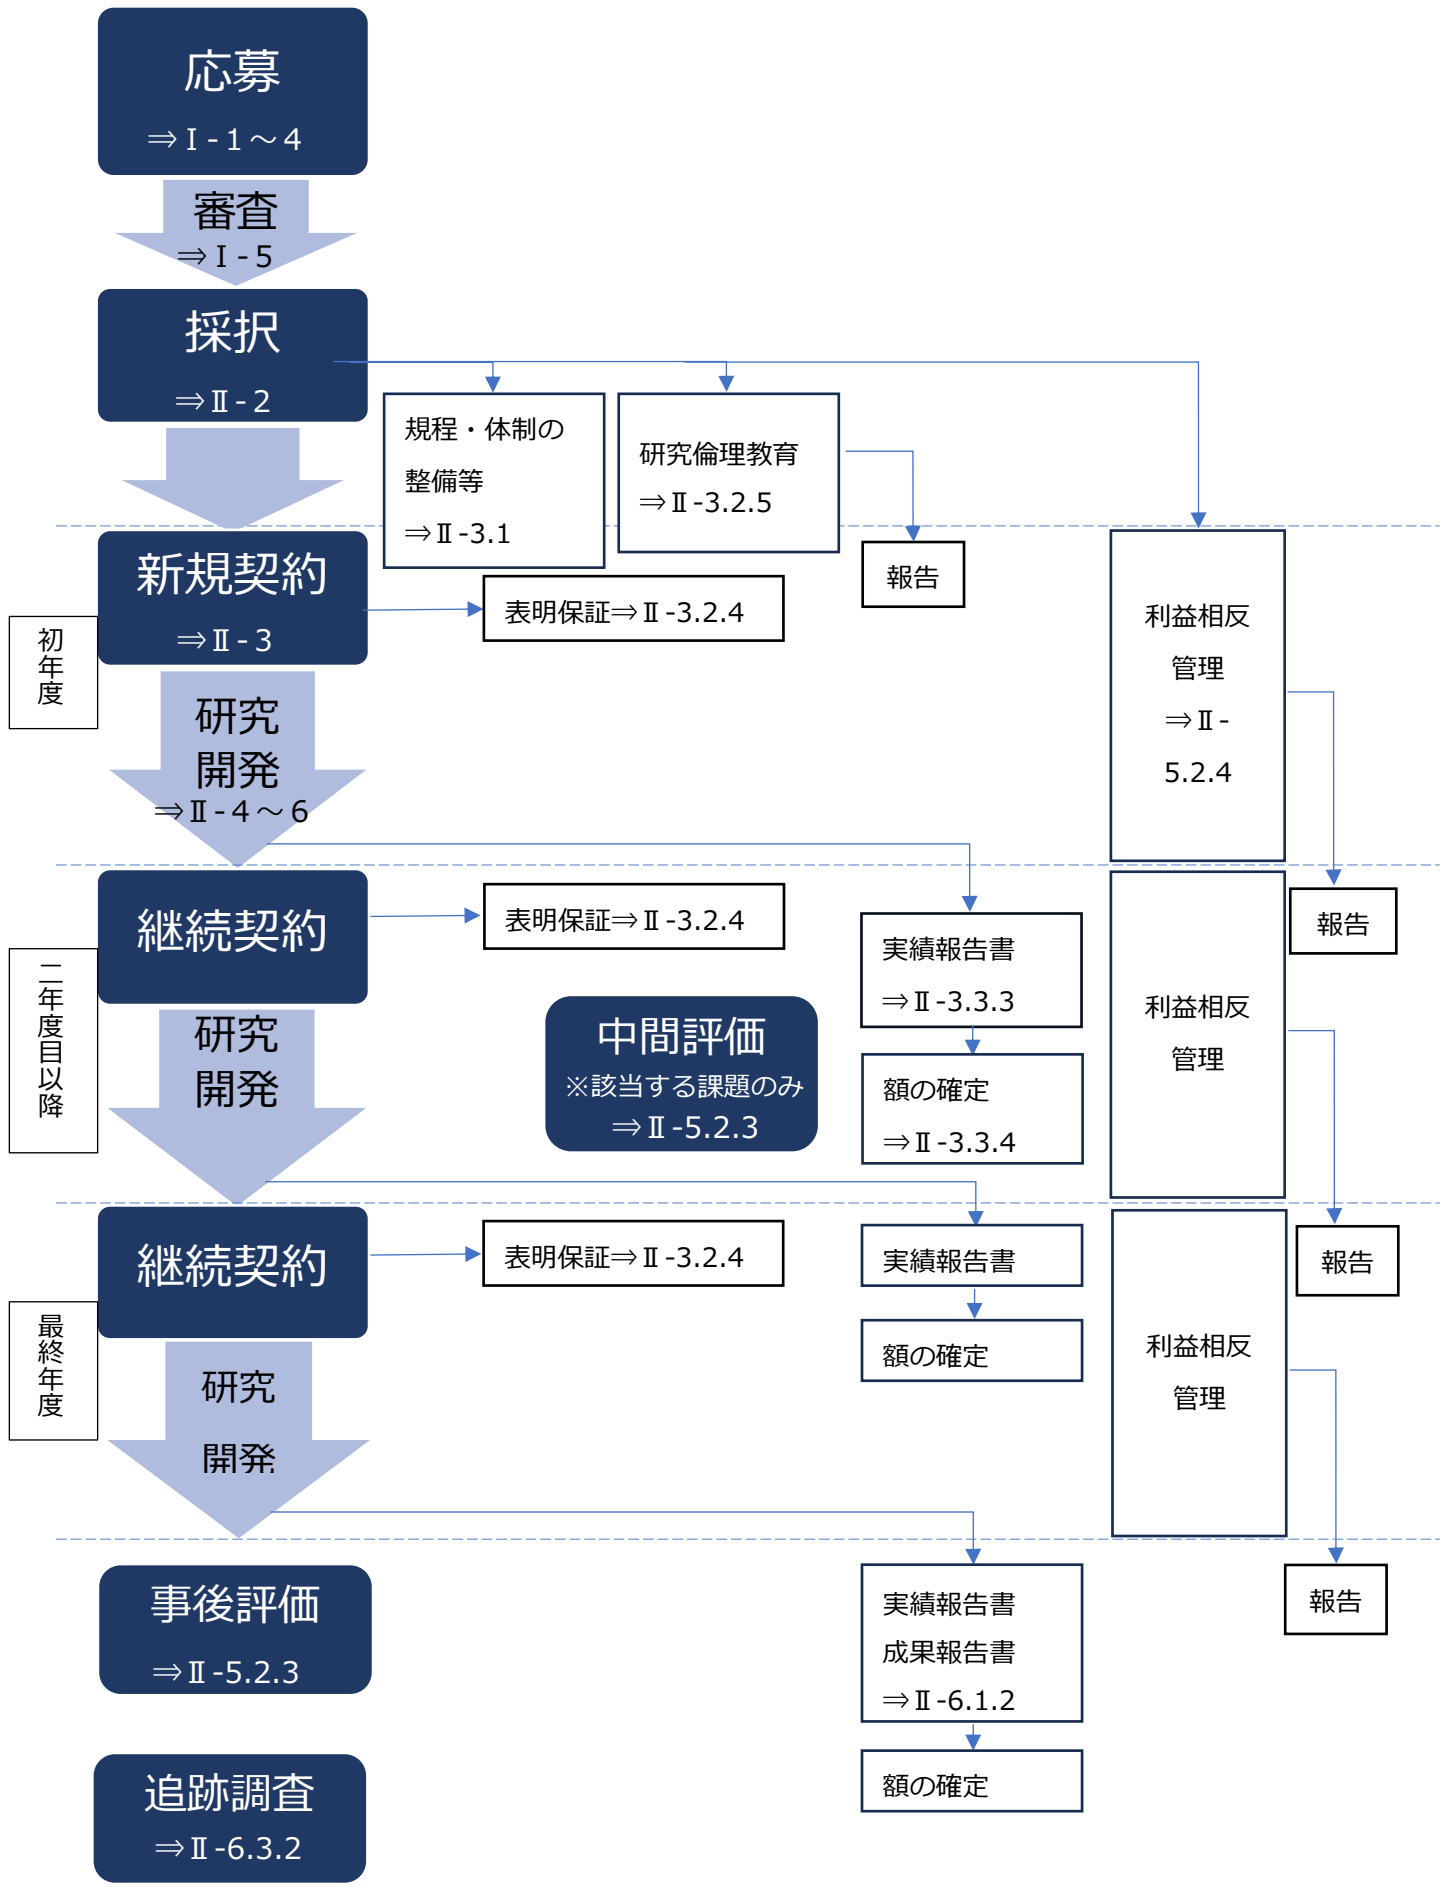 応募
⇒Ⅰ-1～4
審査
⇒Ⅰ-5
採択
⇒Ⅱ-2
規程・体制の
整備等
⇒Ⅱ-3.1
研究倫理教育
⇒Ⅱ-3.2.5
報告
初年度
新規契約
⇒Ⅱ-3
表明保証⇒Ⅱ-3.2.4
利益相反
管理
⇒Ⅱ-
5.2.4
研究
開発
⇒Ⅱ-4～6
報告
二年度目以降
継続契約
表明保証⇒Ⅱ-3.2.4
実績報告書
⇒Ⅱ-3.3.3
利益相反
管理
研究
開発
中間評価
※該当する課題のみ
⇒Ⅱ-5.2.3
額の確定
⇒Ⅱ-3.3.4
報告
最終年度
継続契約
表明保証⇒Ⅱ-3.2.4
実績報告書
額の確定
利益相反
管理
研究
開発
報告
事後評価
⇒Ⅱ-5.2.3
実績報告書
成果報告書
⇒Ⅱ-6.1.2
額の確定
追跡調査
⇒Ⅱ-6.3.2